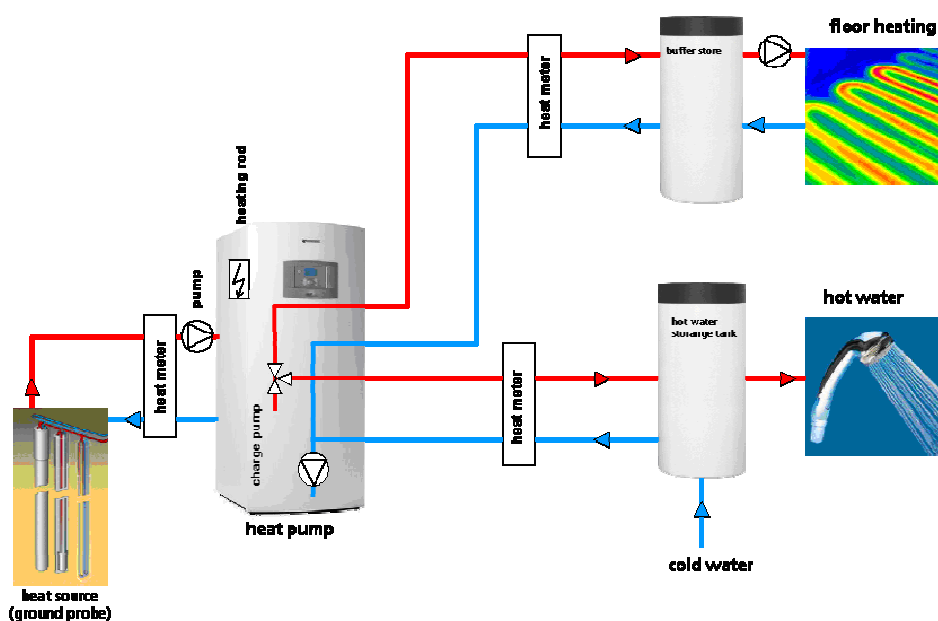 floor heating
buffer store
heat meter
heating rod
pump
hot water
hot water
storange tank
heat meter
heat meter
charge pump
heat pump
cold water
heat source
(ground probe)